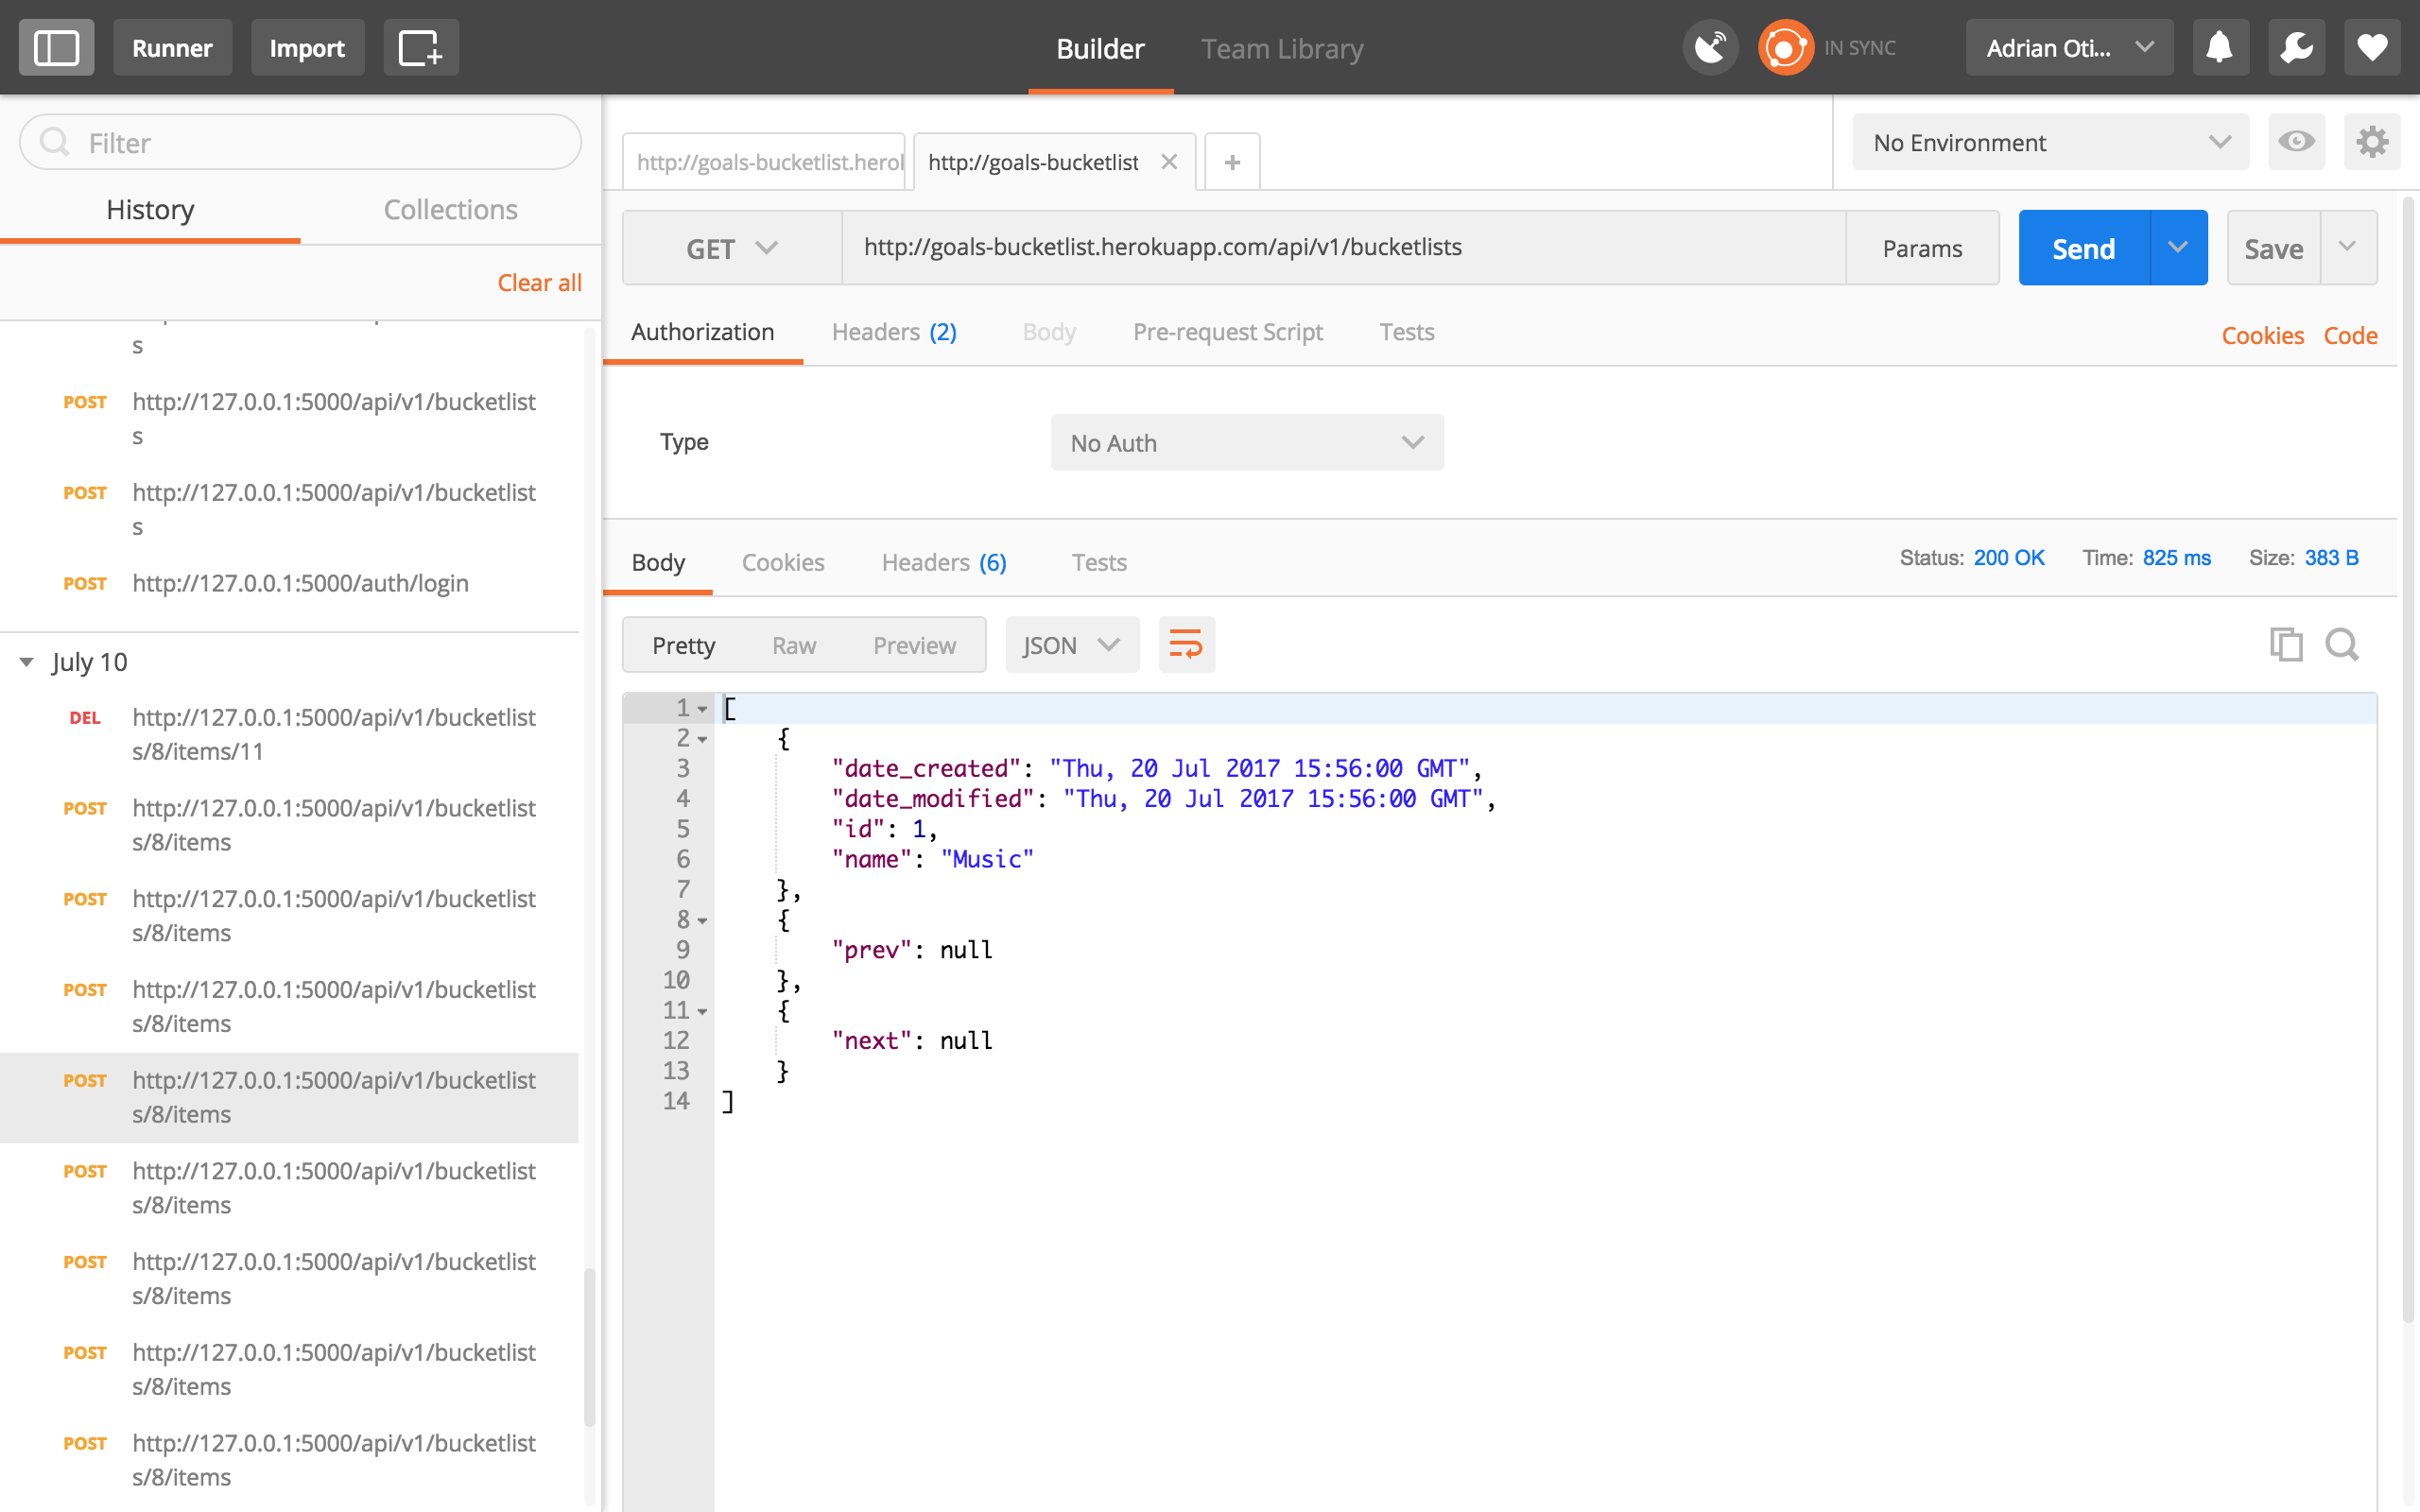 Runner
Import
Builder
Team Library
IN SYNC
Adrian Oti...
Filter
History
Collections
Clear all
s
POST http://127.0.0.1:5000/api/v1/bucketlist
s
POST http://127.0.0.1:5000/api/v1/bucketlist
s
POST http://127.0.0.1:5000/auth/login
July 10
DEL http://127.0.0.1:5000/api/v1/bucketlist
s/8/items/11
POST http://127.0.0.1:5000/api/v1/bucketlist
s/8/items
POST http://127.0.0.1:5000/api/v1/bucketlist
s/8/items
POST http://127.0.0.1:5000/api/v1/bucketlist
s/8/items
POST http://127.0.0.1:5000/api/v1/bucketlist
s/8/items
POST http://127.0.0.1:5000/api/v1/bucketlist
s/8/items
POST http://127.0.0.1:5000/api/v1/bucketlist
s/8/items
POST http://127.0.0.1:5000/api/v1/bucketlist
s/8/items
POST http://127.0.0.1:5000/api/v1/bucketlist
s/8/items
http://goals-bucketlist.herol
http://goals-bucketlist
+
No Environment
GET
http://goals-bucketlist.herokuapp.com/api/v1/bucketlists
Params
Send
Save
Authorization
Headers (2)
Body
Pre-request Script
Tests
Cookies
Code
Type
No Auth
Body
Cookies
Headers (6)
Tests
Status: 200 OK
Time: 825 ms
Size: 383 B
Pretty
Raw
Preview
JSON
1 [
2 {
3 "date_created": "Thu, 20 Jul 2017 15:56:00 GMT",
4 "date_modified": "Thu, 20 Jul 2017 15:56:00 GMT",
5 "id": 1,
6 "name": "Music"
7 },
8 {
9 "prev": null
10 },
11 {
12 "next": null
13 }
14 ]